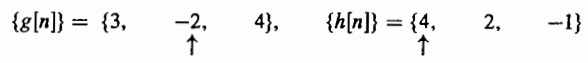 {g[n]} = {3, -2, 4}, {h[n]} = {4, 2, -1}
↑ ↑